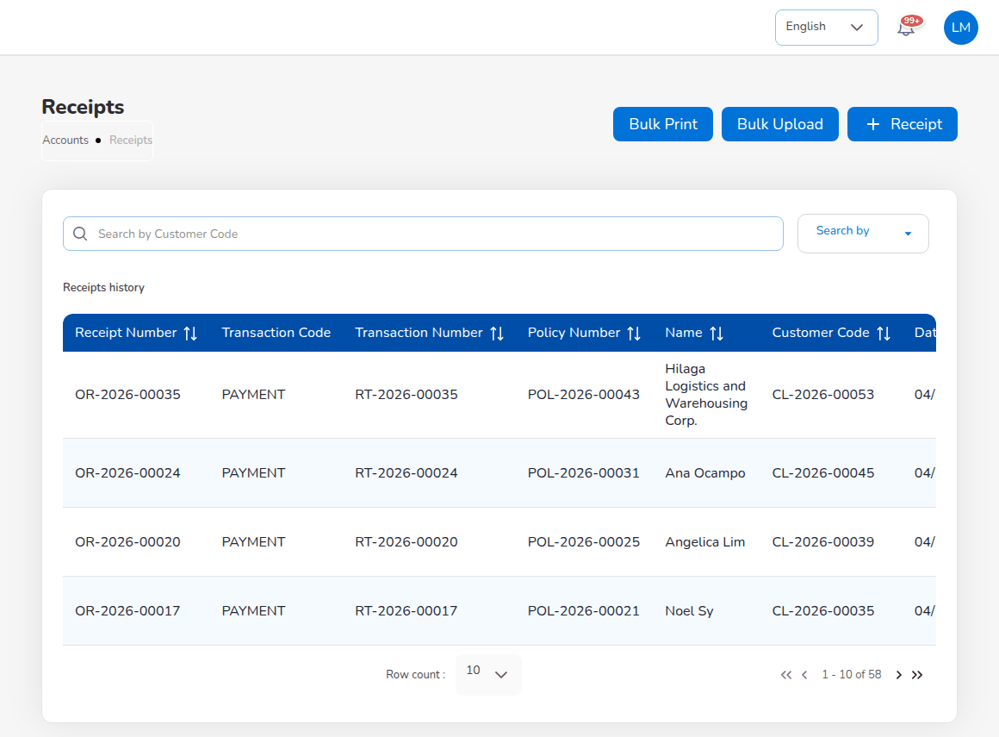 English
99+
LM
Receipts
Accounts • Receipts
Bulk Print
Bulk Upload
+ Receipt
Search by Customer Code
Search by
Receipts history
Receipt Number Transaction Code Transaction Number Policy Number Name Customer Code Dat
OR-2026-00035 PAYMENT RT-2026-00035 POL-2026-00043 Hilaga Logistics and Warehousing Corp. CL-2026-00053 04/
OR-2026-00024 PAYMENT RT-2026-00024 POL-2026-00031 Ana Ocampo CL-2026-00045 04/
OR-2026-00020 PAYMENT RT-2026-00020 POL-2026-00025 Angelica Lim CL-2026-00039 04/
OR-2026-00017 PAYMENT RT-2026-00017 POL-2026-00021 Noel Sy CL-2026-00035 04/
Row count : 10
1 - 10 of 58